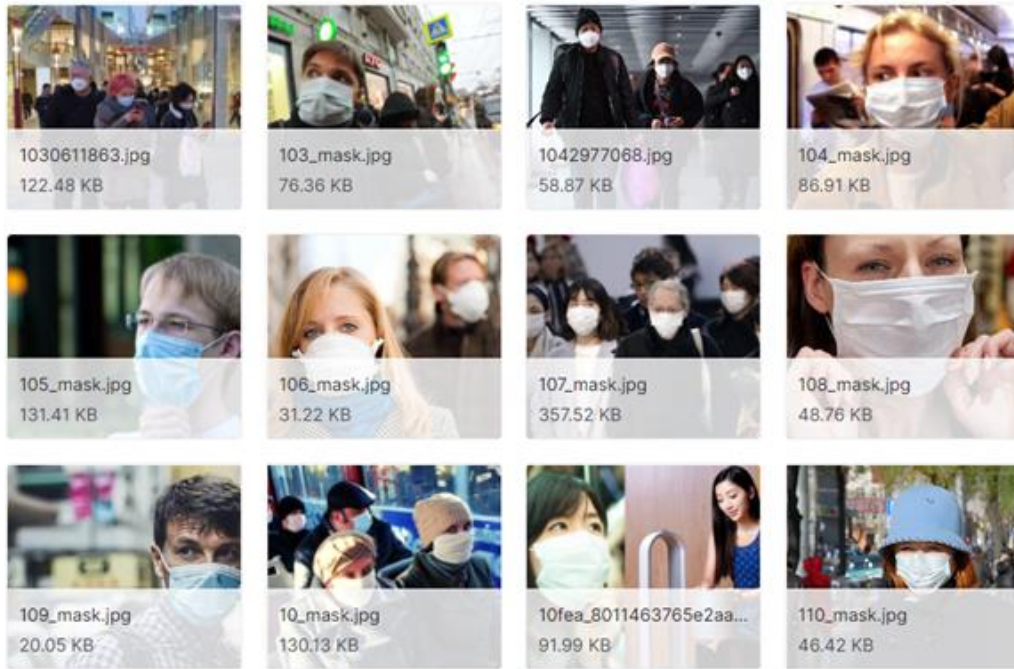 1030611863.jpg
122.48 KB
103_mask.jpg
76.36 KB
1042977068.jpg
58.87 KB
104_mask.jpg
86.91 KB
105_mask.jpg
131.41 KB
106_mask.jpg
31.22 KB
107_mask.jpg
357.52 KB
108_mask.jpg
48.76 KB
109_mask.jpg
20.05 KB
10_mask.jpg
130.13 KB
10fea_8011463765e2aa...
91.99 KB
110_mask.jpg
46.42 KB